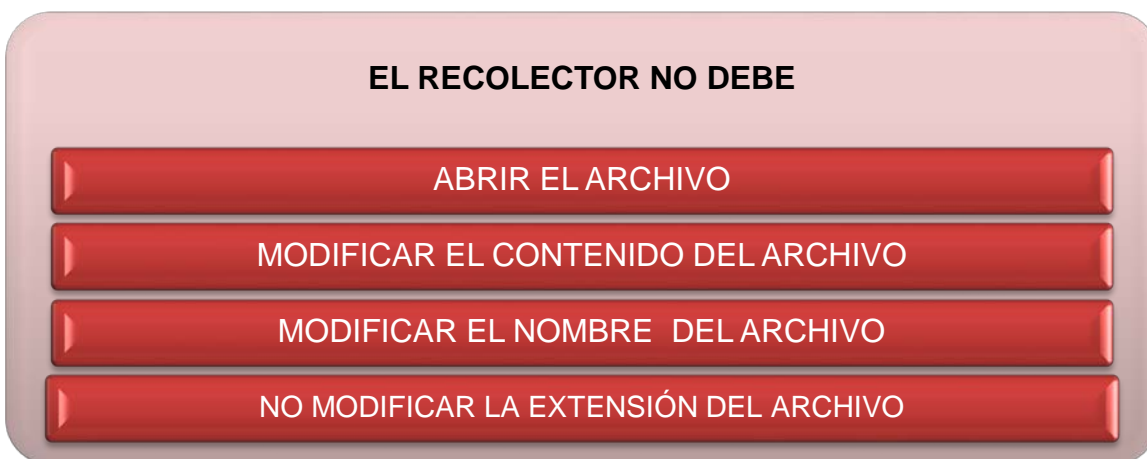 EL RECOLECTOR NO DEBE
ABRIR EL ARCHIVO
MODIFICAR EL CONTENIDO DEL ARCHIVO
MODIFICAR EL NOMBRE DEL ARCHIVO
NO MODIFICAR LA EXTENSIÓN DEL ARCHIVO